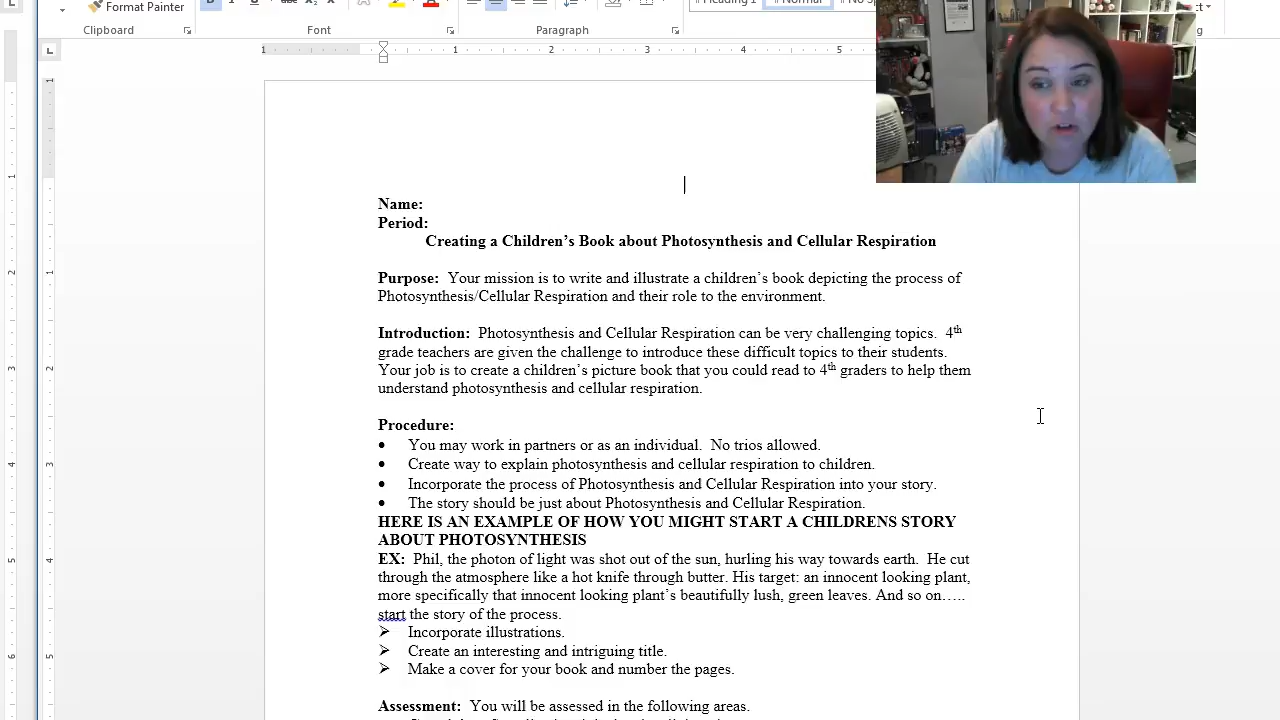 Format Painter
Heading 1
Normal
Clipboard
Font
Paragraph
1 1 2 3 4 5
Name:
Period:
Creating a Children's Book about Photosynthesis and Cellular Respiration
Purpose: Your mission is to write and illustrate a children's book depicting the process of
Photosynthesis/Cellular Respiration and their role to the environment.
Introduction: Photosynthesis and Cellular Respiration can be very challenging topics. 4th
grade teachers are given the challenge to introduce these difficult topics to their students.
Your job is to create a children's picture book that you could read to 4th graders to help them
understand photosynthesis and cellular respiration.
Procedure:
• You may work in partners or as an individual. No trios allowed.
• Create way to explain photosynthesis and cellular respiration to children.
• Incorporate the process of Photosynthesis and Cellular Respiration into your story.
• The story should be just about Photosynthesis and Cellular Respiration.
HERE IS AN EXAMPLE OF HOW YOU MIGHT START A CHILDRENS STORY
ABOUT PHOTOSYNTHESIS
EX: Phil, the photon of light was shot out of the sun, hurling his way towards earth. He cut
through the atmosphere like a hot knife through butter. His target: an innocent looking plant,
more specifically that innocent looking plant's beautifully lush, green leaves. And so on…..
start the story of the process.
➢ Incorporate illustrations.
➢ Create an interesting and intriguing title.
➢ Make a cover for your book and number the pages.
Assessment: You will be assessed in the following areas.